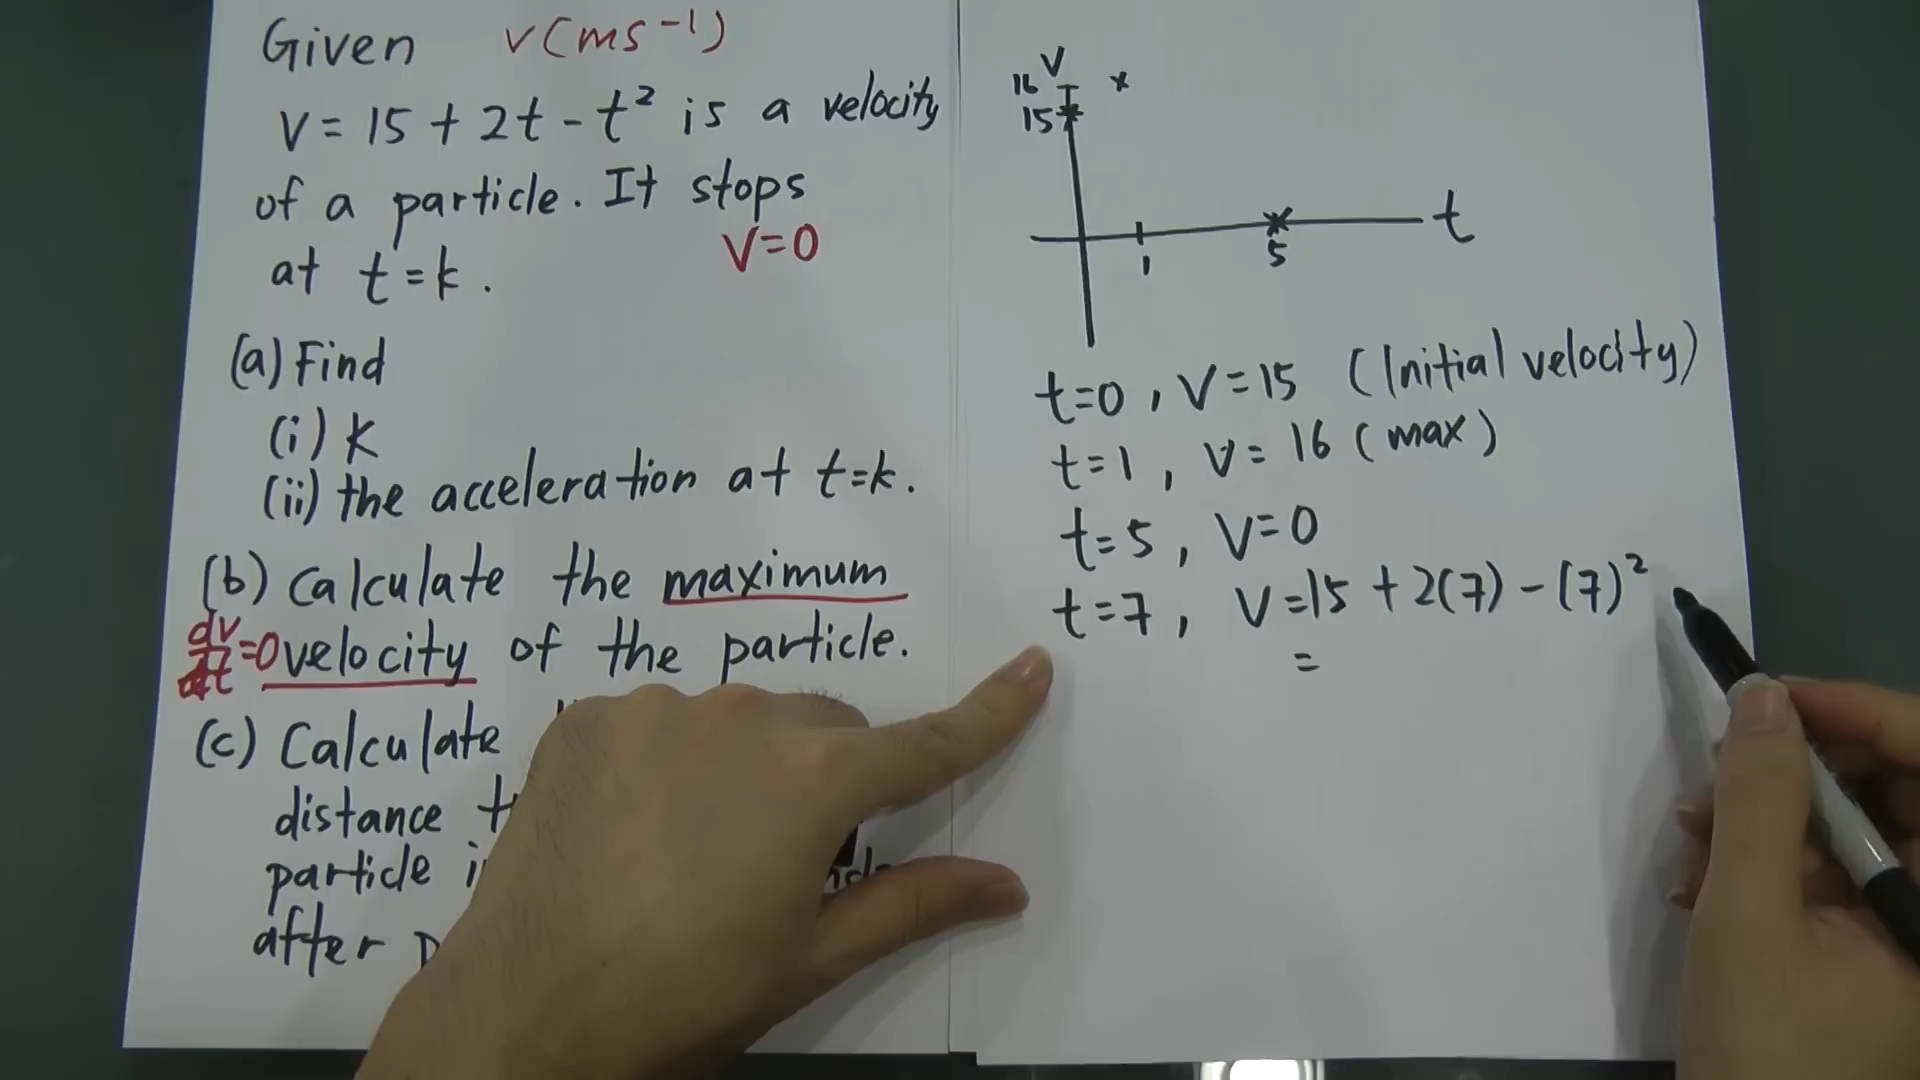 Given v(ms⁻¹)
v = 15 + 2t - t² is a velocity
of a particle. It stops
V=0
at t=k.
(a) Find
(i) k
(ii) the acceleration at t=k.
(b) Calculate the maximum
dv/dt=0 velocity of the particle.
(c) Calculate
distance
particle
after
V
16
15
t
1
5
t=0, V=15 (Initial velocity)
t=1, v=16 (max)
t=5, V=0
t=7, V=15 + 2(7) - (7)²
=